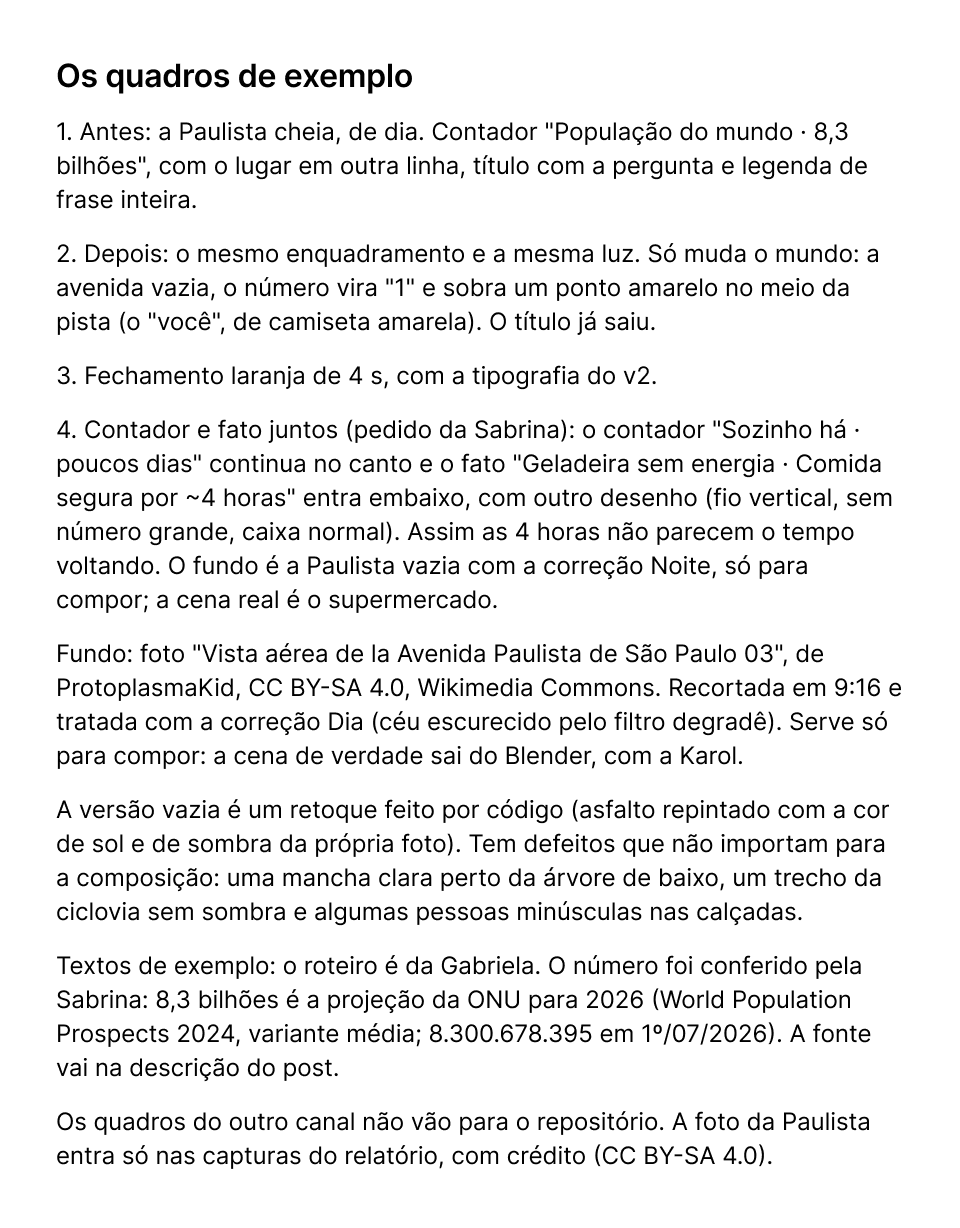 Os quadros de exemplo
1. Antes: a Paulista cheia, de dia. Contador "População do mundo · 8,3
bilhões", com o lugar em outra linha, título com a pergunta e legenda de
frase inteira.
2. Depois: o mesmo enquadramento e a mesma luz. Só muda o mundo: a
avenida vazia, o número vira "1" e sobra um ponto amarelo no meio da
pista (o "você", de camiseta amarela). O título já saiu.
3. Fechamento laranja de 4 s, com a tipografia do v2.
4. Contador e fato juntos (pedido da Sabrina): o contador "Sozinho há ·
poucos dias" continua no canto e o fato "Geladeira sem energia · Comida
segura por ~4 horas" entra embaixo, com outro desenho (fio vertical, sem
número grande, caixa normal). Assim as 4 horas não parecem o tempo
voltando. O fundo é a Paulista vazia com a correção Noite, só para
compor; a cena real é o supermercado.
Fundo: foto "Vista aérea de la Avenida Paulista de São Paulo 03", de
ProtoplasmaKid, CC BY-SA 4.0, Wikimedia Commons. Recortada em 9:16 e
tratada com a correção Dia (céu escurecido pelo filtro degradê). Serve só
para compor: a cena de verdade sai do Blender, com a Karol.
A versão vazia é um retoque feito por código (asfalto repintado com a cor
de sol e de sombra da própria foto). Tem defeitos que não importam para
a composição: uma mancha clara perto da árvore de baixo, um trecho da
ciclovia sem sombra e algumas pessoas minúsculas nas calçadas.
Textos de exemplo: o roteiro é da Gabriela. O número foi conferido pela
Sabrina: 8,3 bilhões é a projeção da ONU para 2026 (World Population
Prospects 2024, variante média; 8.300.678.395 em 1º/07/2026). A fonte
vai na descrição do post.
Os quadros do outro canal não vão para o repositório. A foto da Paulista
entra só nas capturas do relatório, com crédito (CC BY-SA 4.0).